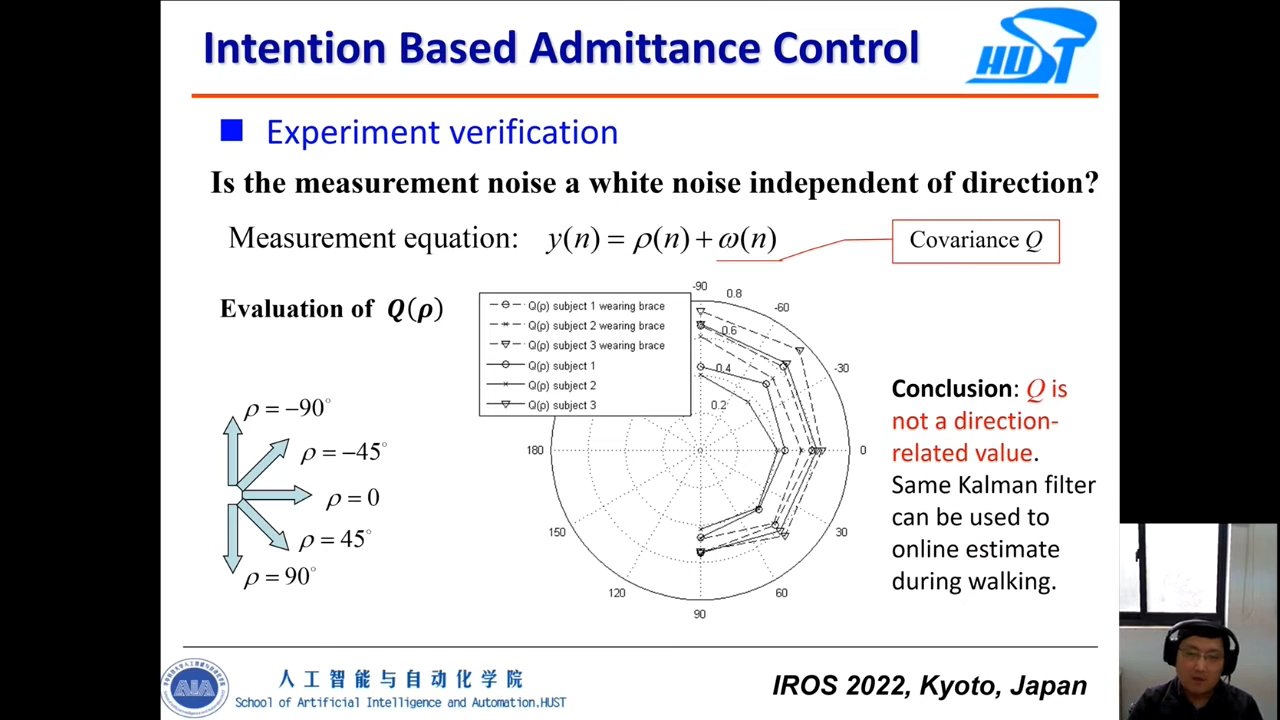 Intention Based Admittance Control
HUST
Experiment verification
Is the measurement noise a white noise independent of direction?
Measurement equation: y(n) = ρ(n) + ω(n)
Covariance Q
Evaluation of Q(ρ)
Q(ρ) subject 1 wearing brace
Q(ρ) subject 2 wearing brace
Q(ρ) subject 3 wearing brace
Q(ρ) subject 1
Q(ρ) subject 2
Q(ρ) subject 3
-90
0.8
-60
0.6
-30
0.4
0.2
180
0
150
30
120
60
90
ρ = −90°
ρ = −45°
ρ = 0
ρ = 45°
ρ = 90°
Conclusion: Q is
not a direction-
related value.
Same Kalman filter
can be used to
online estimate
during walking.
AIA
人工智能与自动化学院
School of Artificial Intelligence and Automation.HUST
IROS 2022, Kyoto, Japan